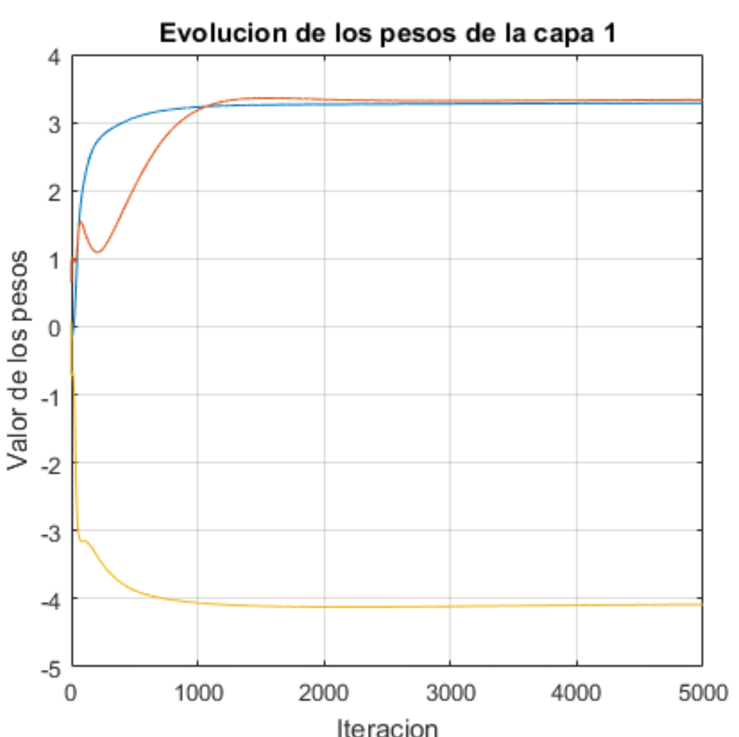 Evolucion de los pesos de la capa 1
Valor de los pesos
4
3
2
1
0
-1
-2
-3
-4
-5
0 1000 2000 3000 4000 5000
Iteracion